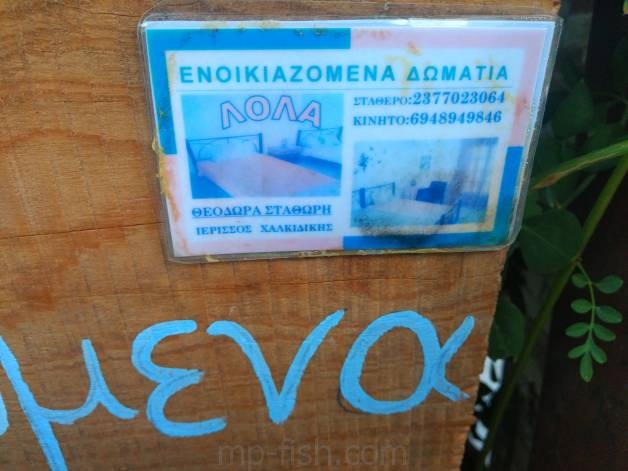 ΕΝΟΙΚΙΑΖΟΜΕΝΑ ΔΩΜΑΤΙΑ
ΛΟΛΑ
ΣΤΑΘΕΡΟ:2377023064
ΚΙΝΗΤΟ:6948949846
ΘΕΟΔΩΡΑ ΣΤΑΘΩΡΗ
ΙΕΡΙΣΣΟΣ ΧΑΛΚΙΔΙΚΗΣ
μενα
mp-fish.com